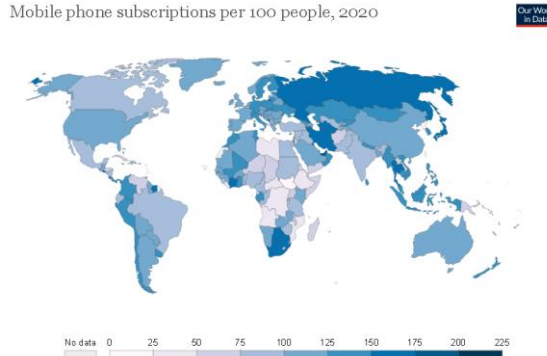 Mobile phone subscriptions per 100 people, 2020
Our World
in Data
No data 0 25 50 75 100 125 150 175 200 225